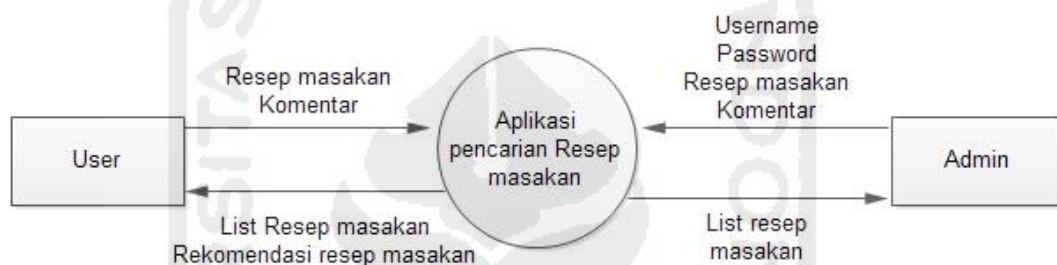 Username
Password
Resep masakan
Komentar
Resep masakan
Komentar
User
Aplikasi
pencarian Resep
masakan
Admin
List Resep masakan
Rekomendasi resep masakan
List resep
masakan